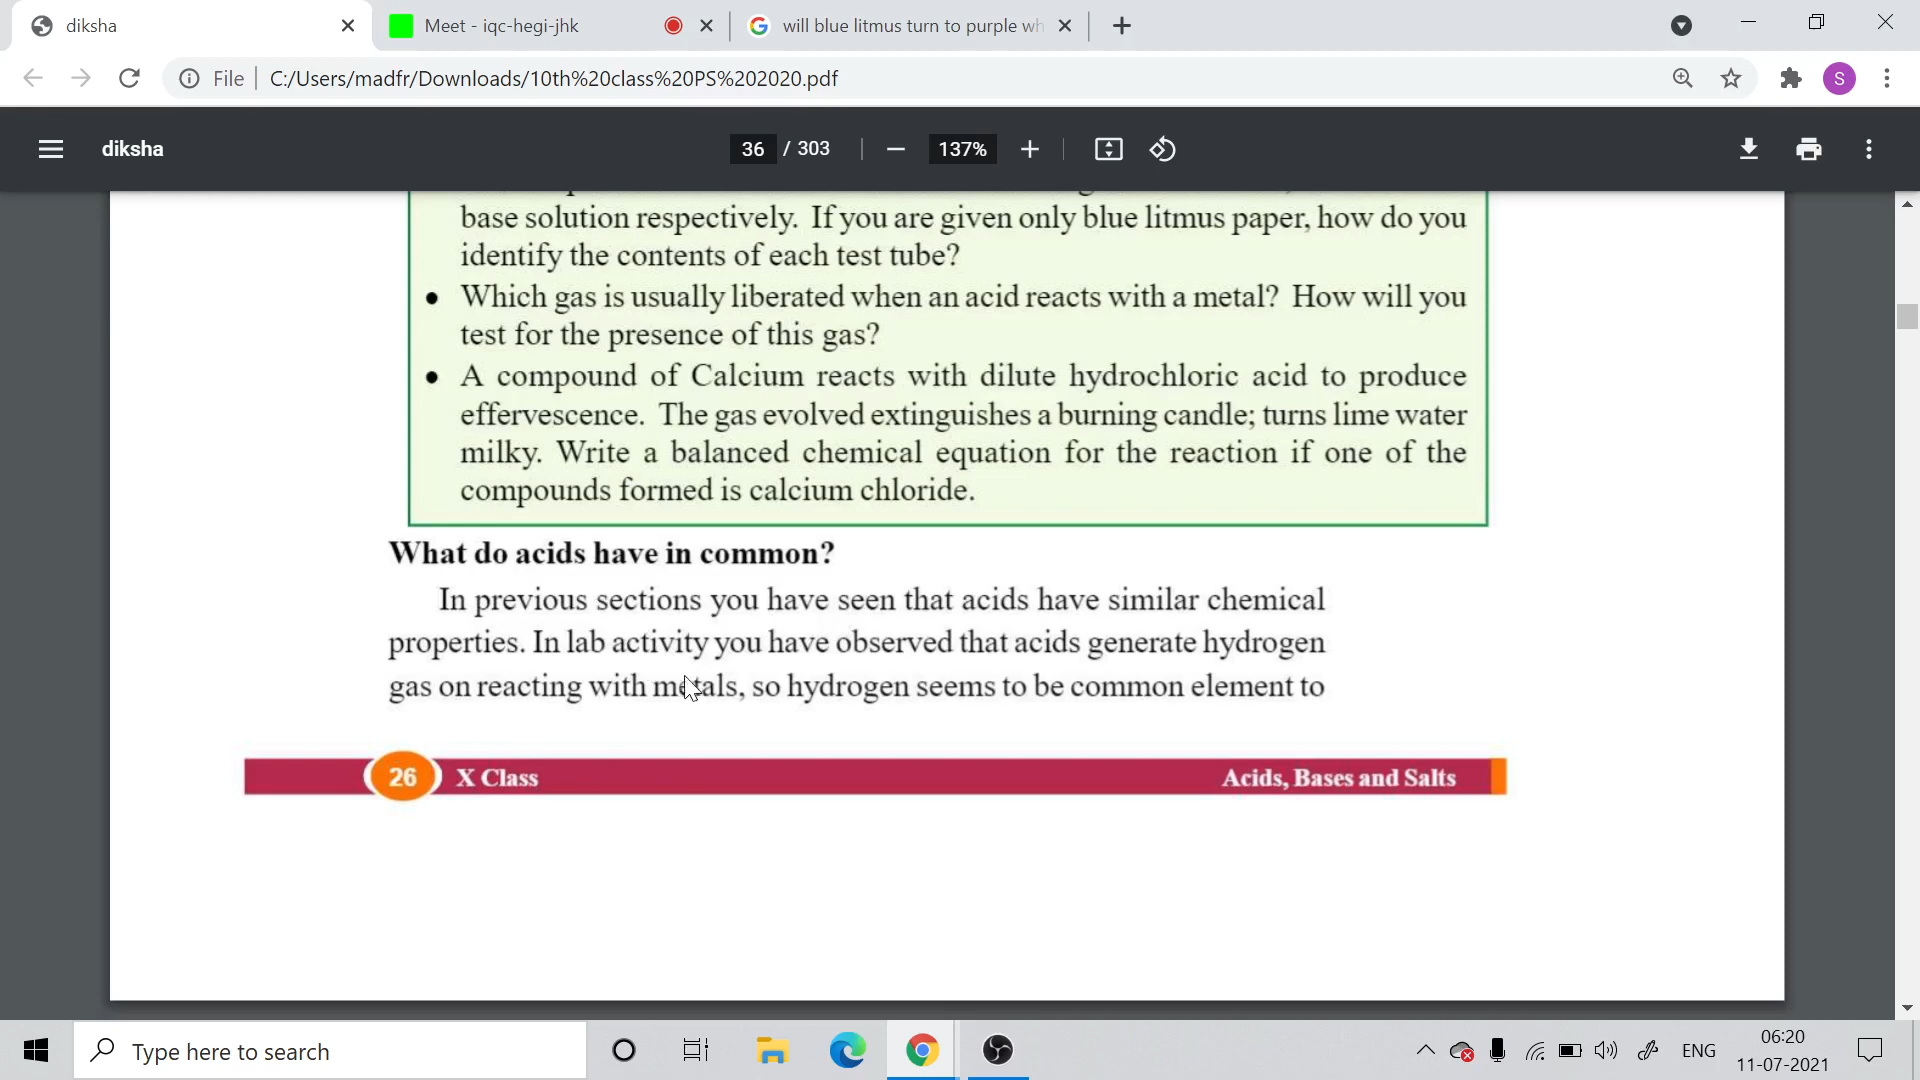 diksha
Meet - iqc-hegi-jhk
will blue litmus turn to purple wh
File
C:/Users/madfr/Downloads/10th%20class%20PS%202020.pdf
S
diksha
36 / 303
137%
base solution respectively. If you are given only blue litmus paper, how do you
identify the contents of each test tube?
• Which gas is usually liberated when an acid reacts with a metal? How will you
test for the presence of this gas?
• A compound of Calcium reacts with dilute hydrochloric acid to produce
effervescence. The gas evolved extinguishes a burning candle; turns lime water
milky. Write a balanced chemical equation for the reaction if one of the
compounds formed is calcium chloride.
What do acids have in common?
In previous sections you have seen that acids have similar chemical
properties. In lab activity you have observed that acids generate hydrogen
gas on reacting with metals, so hydrogen seems to be common element to
26 X Class Acids, Bases and Salts
Type here to search
ENG
06:20
11-07-2021